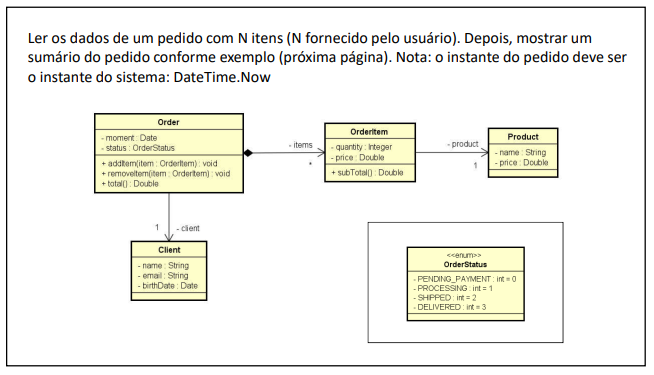 Ler os dados de um pedido com N itens (N fornecido pelo usuário). Depois, mostrar um
sumário do pedido conforme exemplo (próxima página). Nota: o instante do pedido deve ser
o instante do sistema: DateTime.Now
Order
- moment : Date
- status : OrderStatus
+ addItem(item : OrderItem) : void
+ removeItem(item : OrderItem) : void
+ total() : Double
- items
*
OrderItem
- quantity : Integer
- price : Double
+ subTotal() : Double
- product
1
Product
- name : String
- price : Double
1
- client
Client
- name : String
- email : String
- birthDate : Date
<<enum>>
OrderStatus
- PENDING_PAYMENT : int = 0
- PROCESSING : int = 1
- SHIPPED : int = 2
- DELIVERED : int = 3